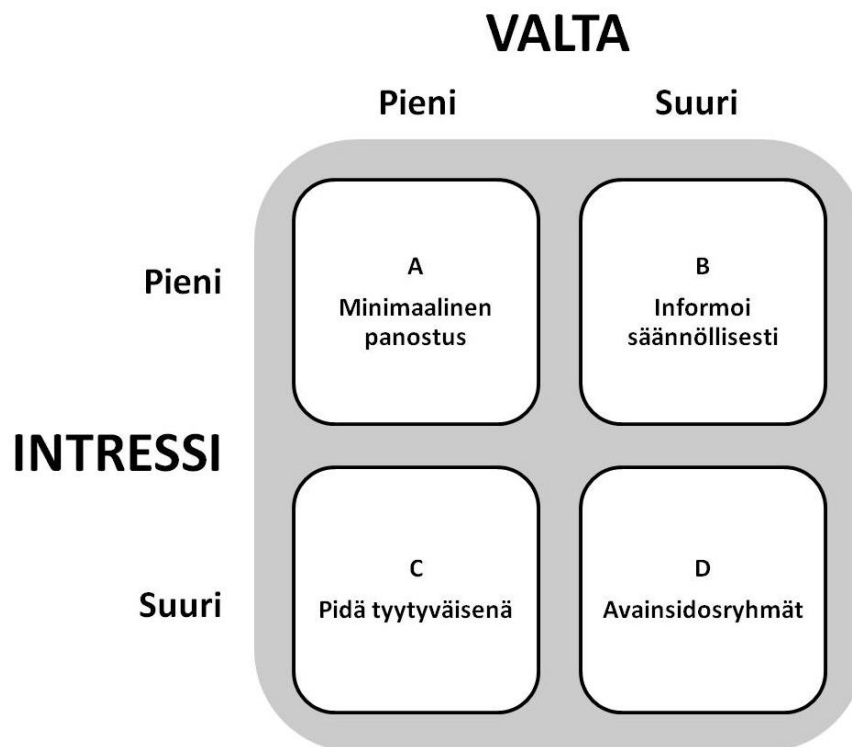 VALTA
Pieni
Suuri
Pieni
A
Minimaalinen
panostus
B
Informoi
säännöllisesti
INTRESSI
Suuri
C
Pidä tyytyväisenä
D
Avainsidosryhmät